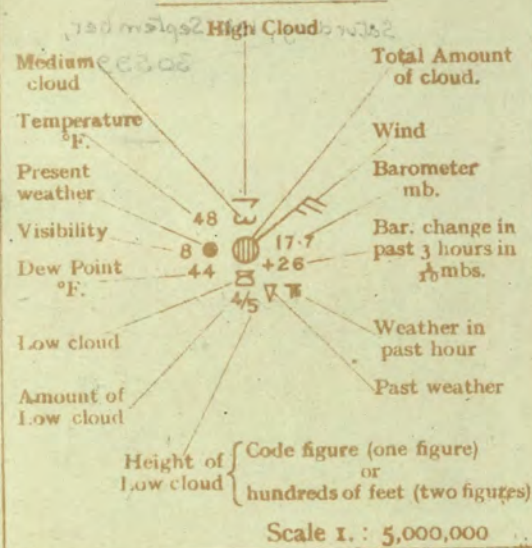 High Cloud
Saturday, September,
30599
Medium
cloud
Total Amount
of cloud.
Temperature
°F.
Wind
Present
weather
Barometer
mb.
48
Visibility
8
17.7
Bar. change in
past 3 hours in
1/10 mbs.
+26
Dew Point
°F.
44
4/5
Low cloud
Weather in
past hour
Amount of
Low cloud
Past weather
Height of
Low cloud
Code figure (one figure)
or
hundreds of feet (two figures)
Scale 1. : 5,000,000